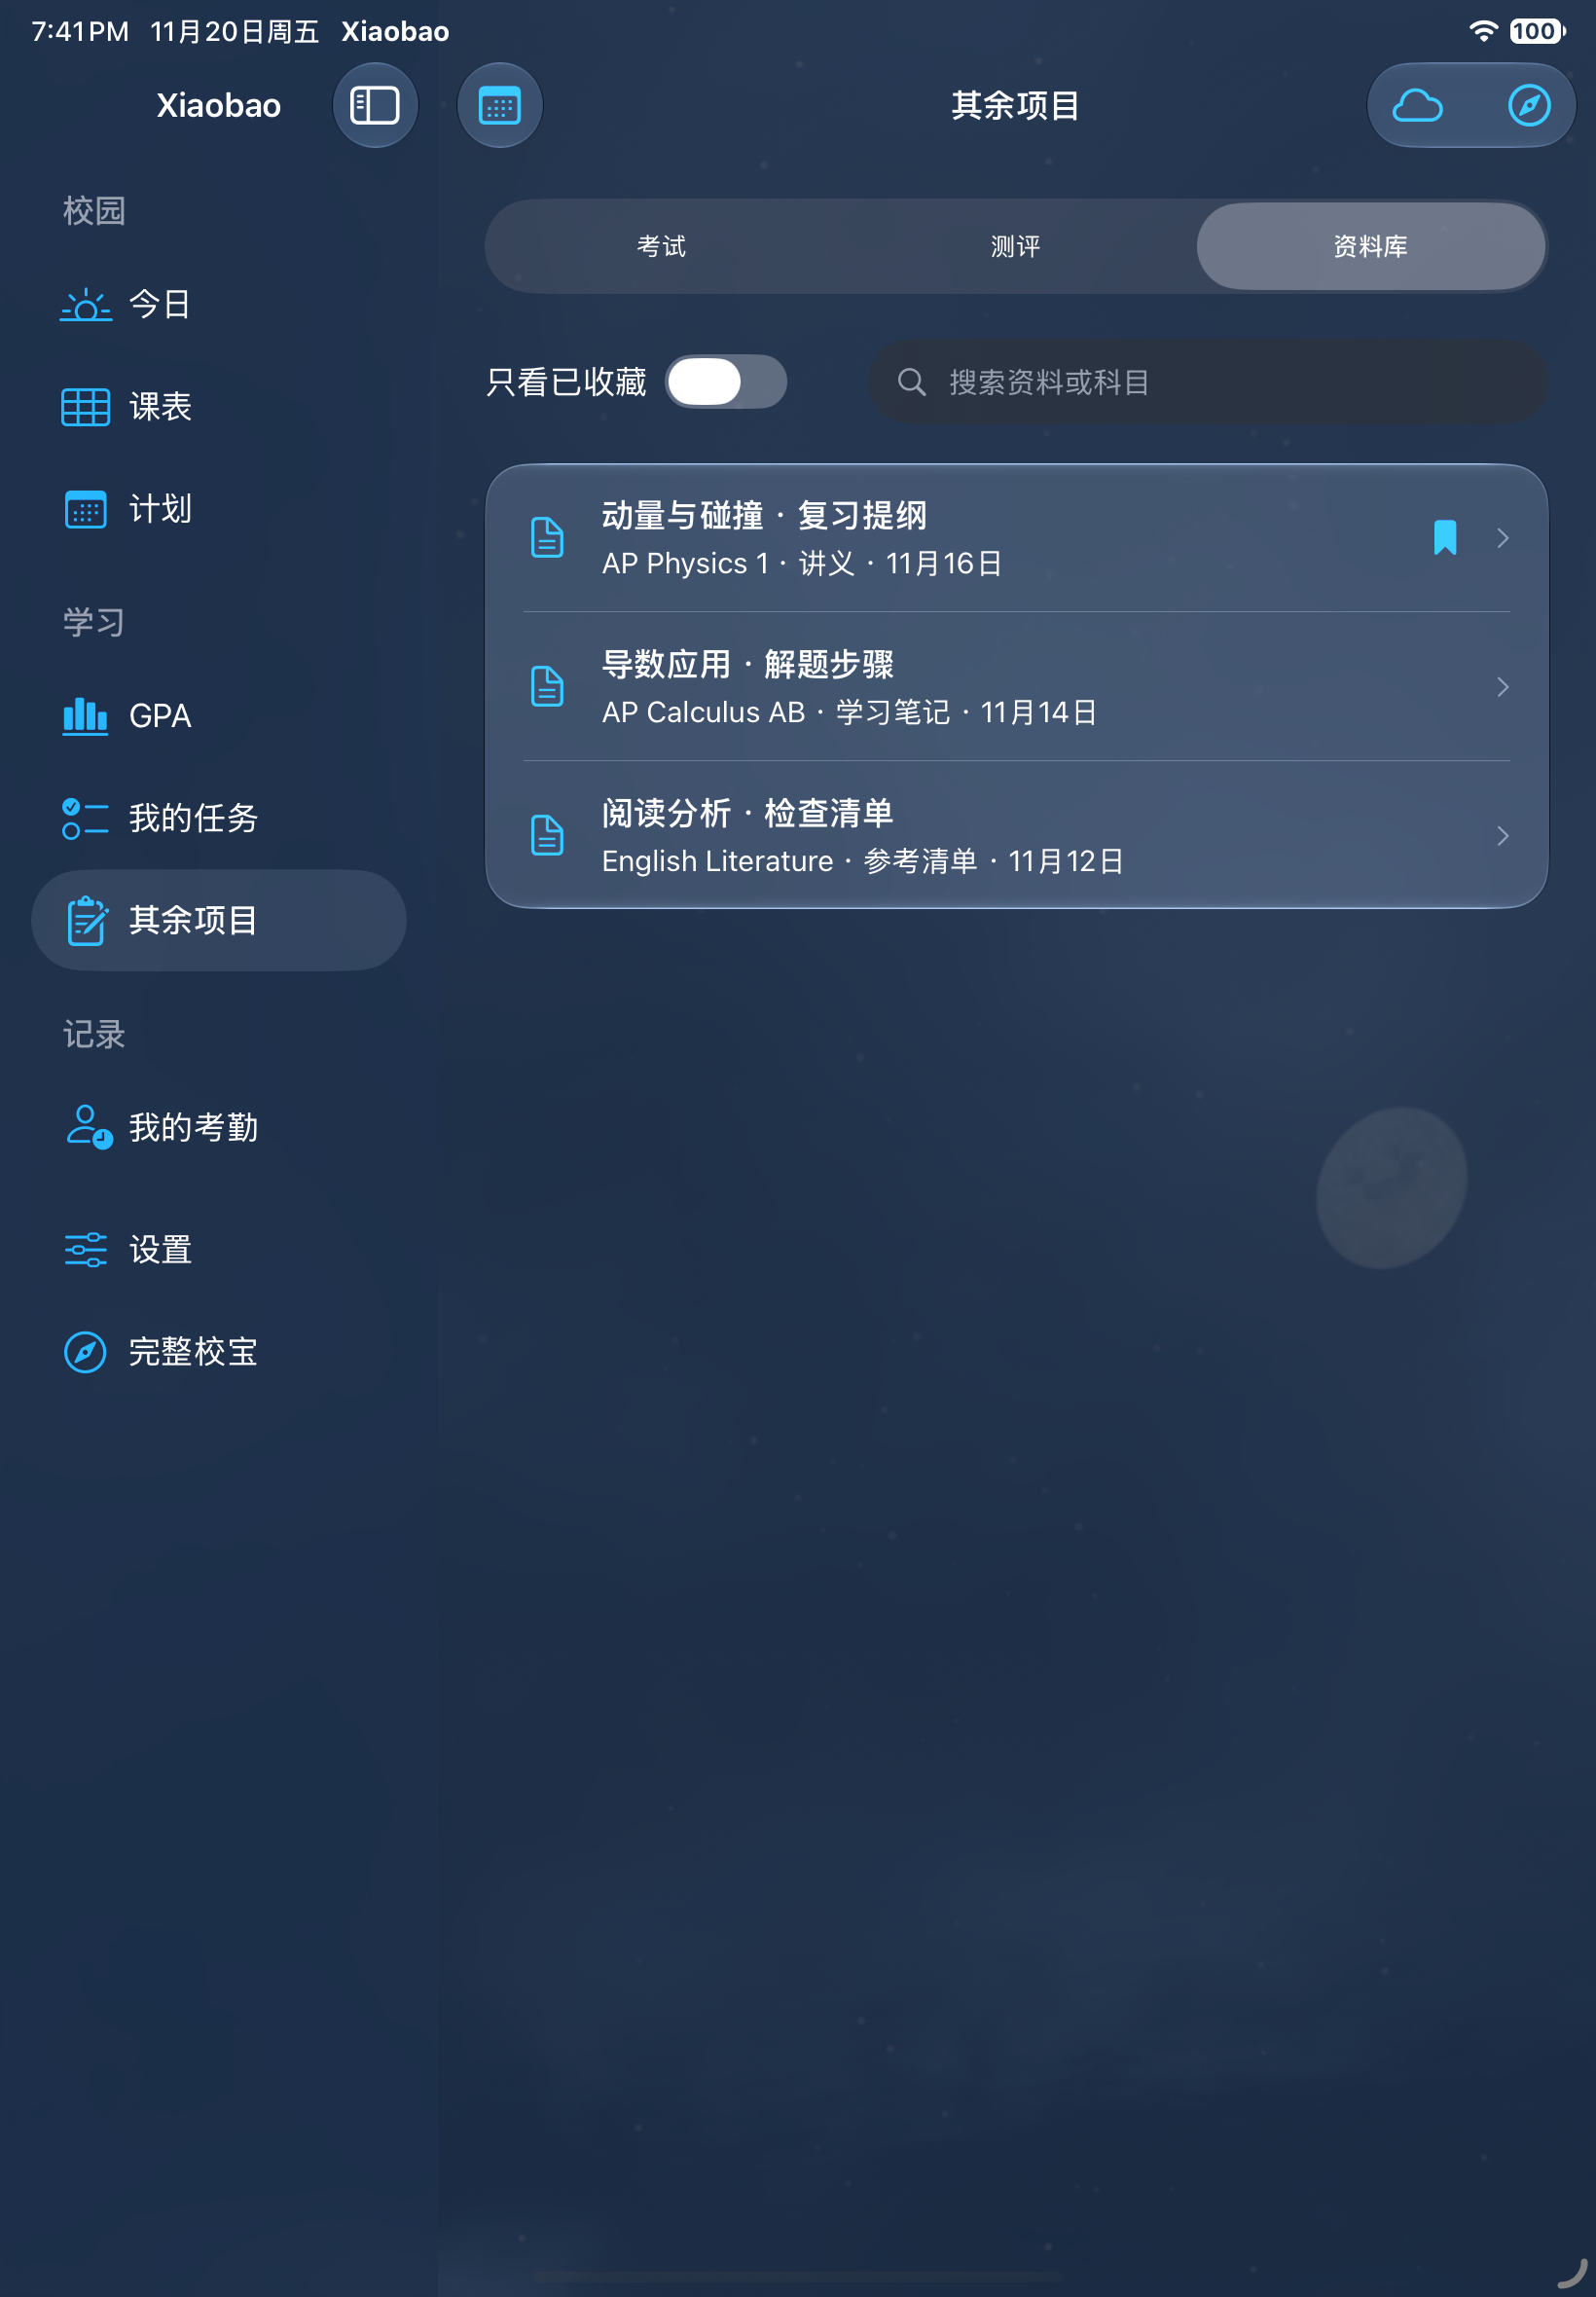 7:41PM 11月20日周五 Xiaobao
100
Xiaobao
其余项目
校园
今日
课表
计划
学习
GPA
我的任务
其余项目
记录
我的考勤
设置
完整校宝
考试
测评
资料库
只看已收藏
搜索资料或科目
动量与碰撞 · 复习提纲
AP Physics 1 · 讲义 · 11月16日
导数应用 · 解题步骤
AP Calculus AB · 学习笔记 · 11月14日
阅读分析 · 检查清单
English Literature · 参考清单 · 11月12日